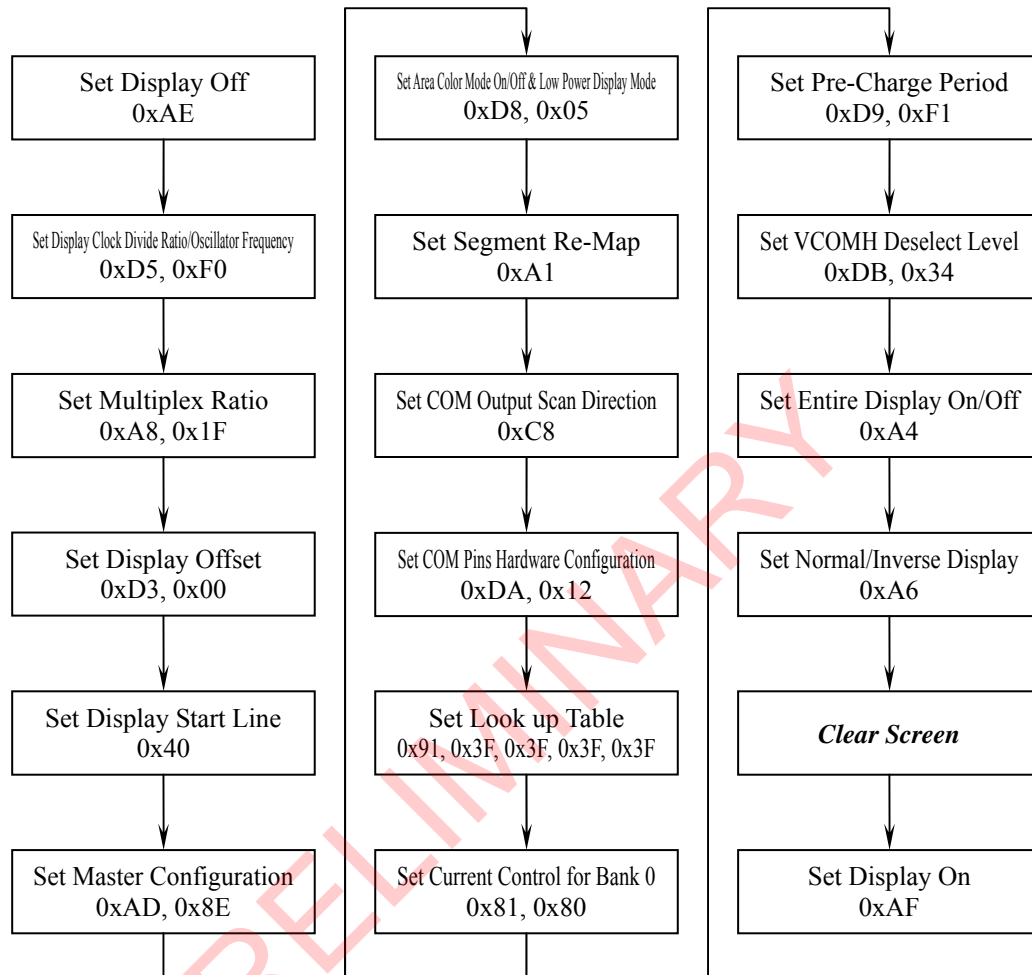 Set Display Off
0xAE
Set Display Clock Divide Ratio/Oscillator Frequency
0xD5, 0xF0
Set Multiplex Ratio
0xA8, 0x1F
Set Display Offset
0xD3, 0x00
Set Display Start Line
0x40
Set Master Configuration
0xAD, 0x8E
Set Area Color Mode On/Off & Low Power Display Mode
0xD8, 0x05
Set Segment Re-Map
0xA1
Set COM Output Scan Direction
0xC8
Set COM Pins Hardware Configuration
0xDA, 0x12
Set Look up Table
0x91, 0x3F, 0x3F, 0x3F, 0x3F
Set Current Control for Bank 0
0x81, 0x80
Set Pre-Charge Period
0xD9, 0xF1
Set VCOMH Deselect Level
0xDB, 0x34
Set Entire Display On/Off
0xA4
Set Normal/Inverse Display
0xA6
Clear Screen
Set Display On
0xAF
RELIMINARY